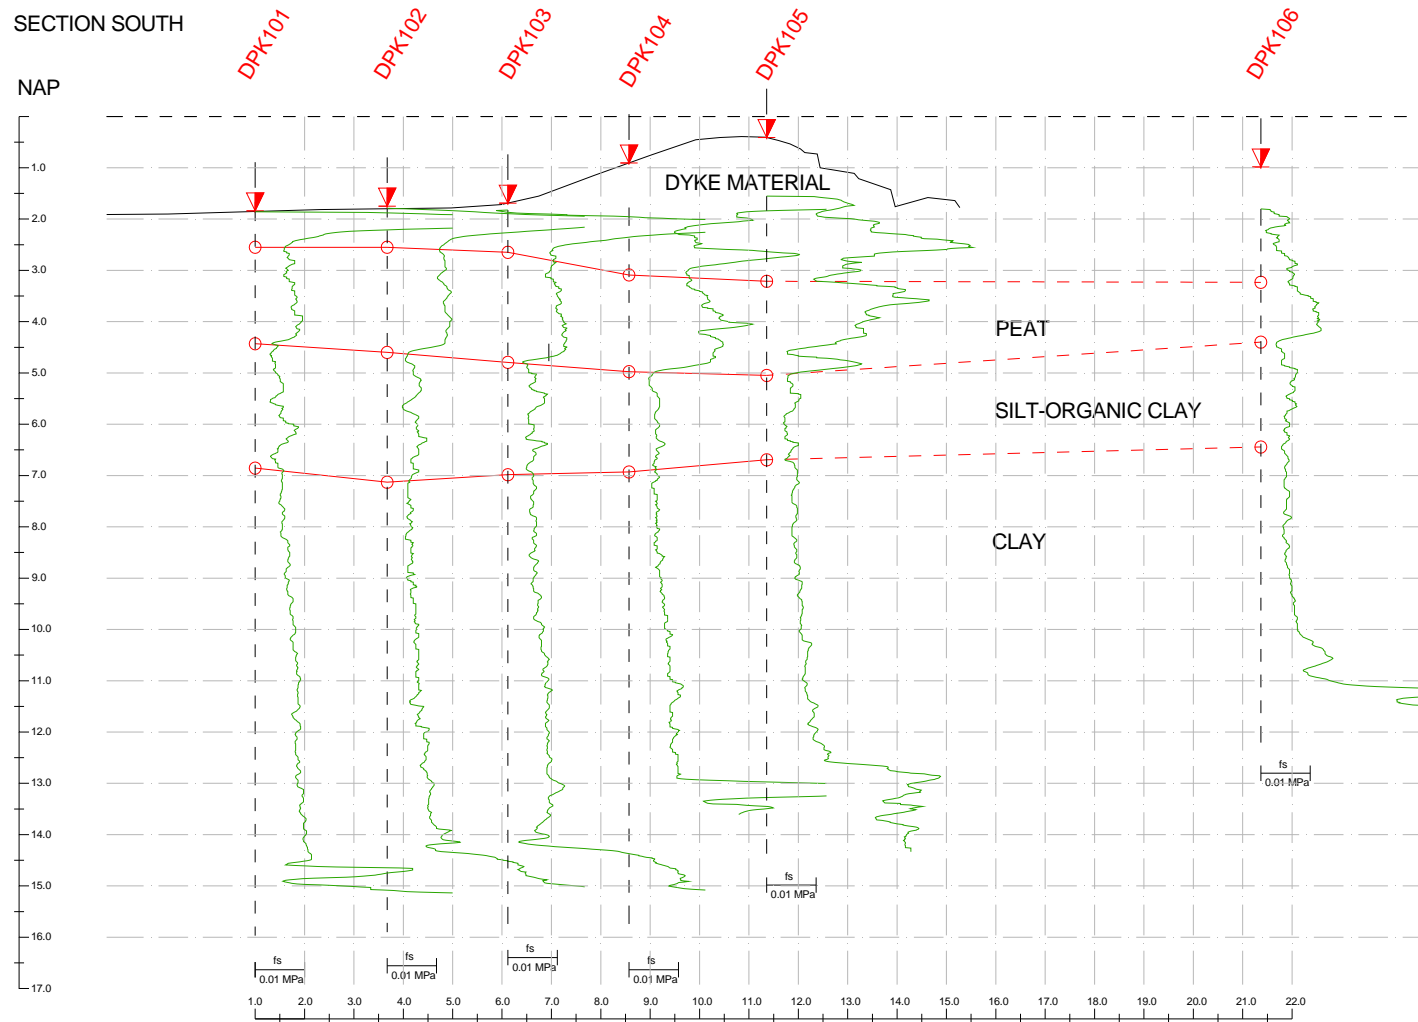 SECTION SOUTH
DPK101
DPK102
DPK103
DPK104
DPK105
DPK106
NAP
1.0
2.0
3.0
4.0
5.0
6.0
7.0
8.0
9.0
10.0
11.0
12.0
13.0
14.0
15.0
16.0
17.0
DYKE MATERIAL
PEAT
SILT-ORGANIC CLAY
CLAY
fs
0.01 MPa
fs
0.01 MPa
fs
0.01 MPa
fs
0.01 MPa
fs
0.01 MPa
fs
0.01 MPa
1.0 2.0 3.0 4.0 5.0 6.0 7.0 8.0 9.0 10.0 11.0 12.0 13.0 14.0 15.0 16.0 17.0 18.0 19.0 20.0 21.0 22.0